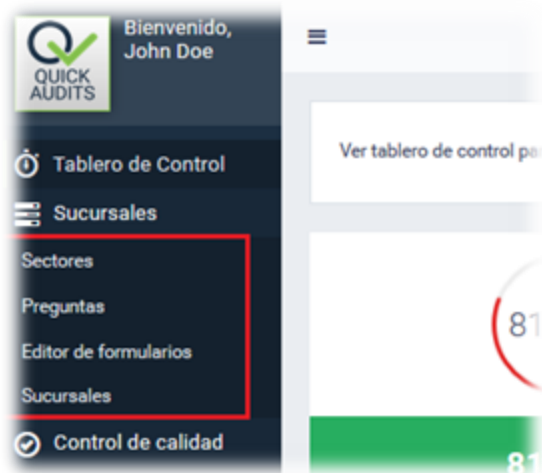 Bienvenido,
John Doe
QUICK
AUDITS
Tablero de Control
Sucursales
Sectores
Preguntas
Editor de formularios
Sucursales
Control de calidad
Ver tablero de control
81
81